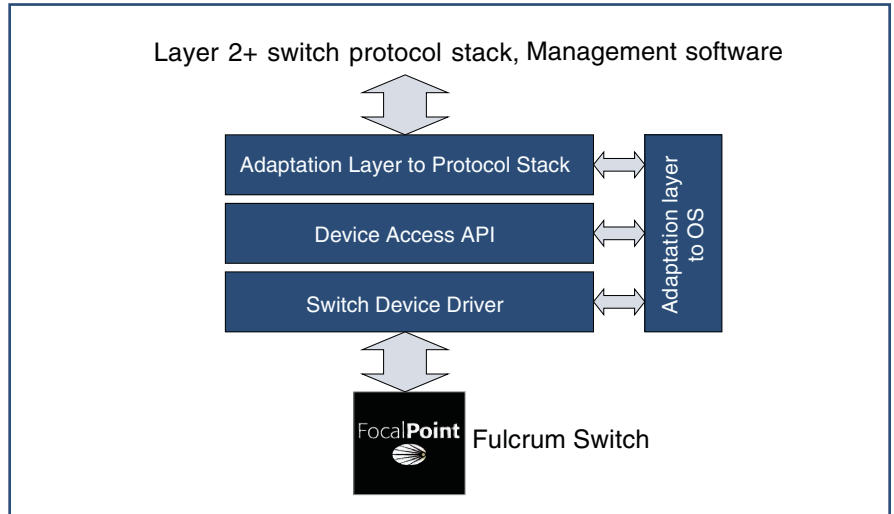 Layer 2+ switch protocol stack, Management software
Adaptation Layer to Protocol Stack
Device Access API
Switch Device Driver
Adaptation layer
to OS
FocalPoint
Fulcrum Switch